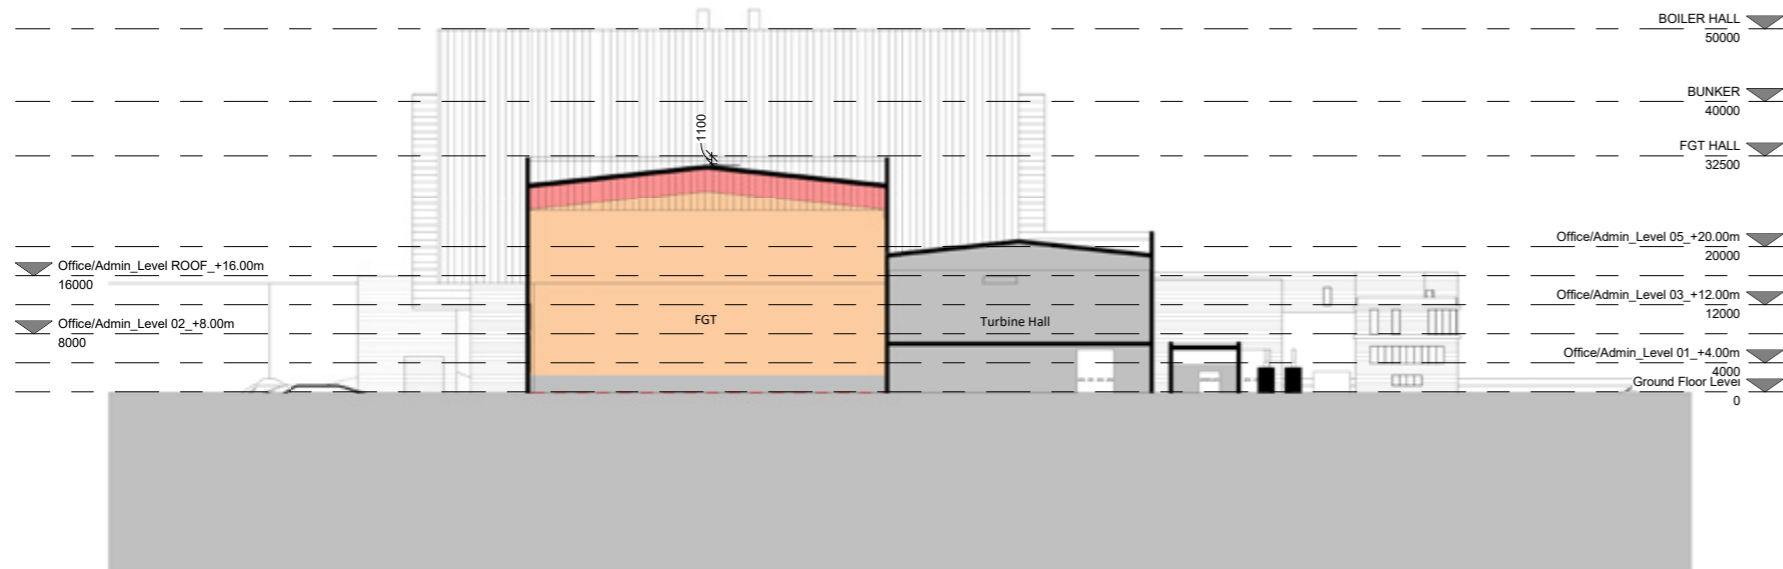 BOILER HALL
50000
BUNKER
40000
1100
FGT HALL
32500
Office/Admin_Level 05_+20.00m
20000
Office/Admin_Level ROOF_+16.00m
16000
Office/Admin_Level 03_+12.00m
12000
FGT
Turbine Hall
Office/Admin_Level 02_+8.00m
8000
Office/Admin_Level 01_+4.00m
4000
Ground Floor Level
0